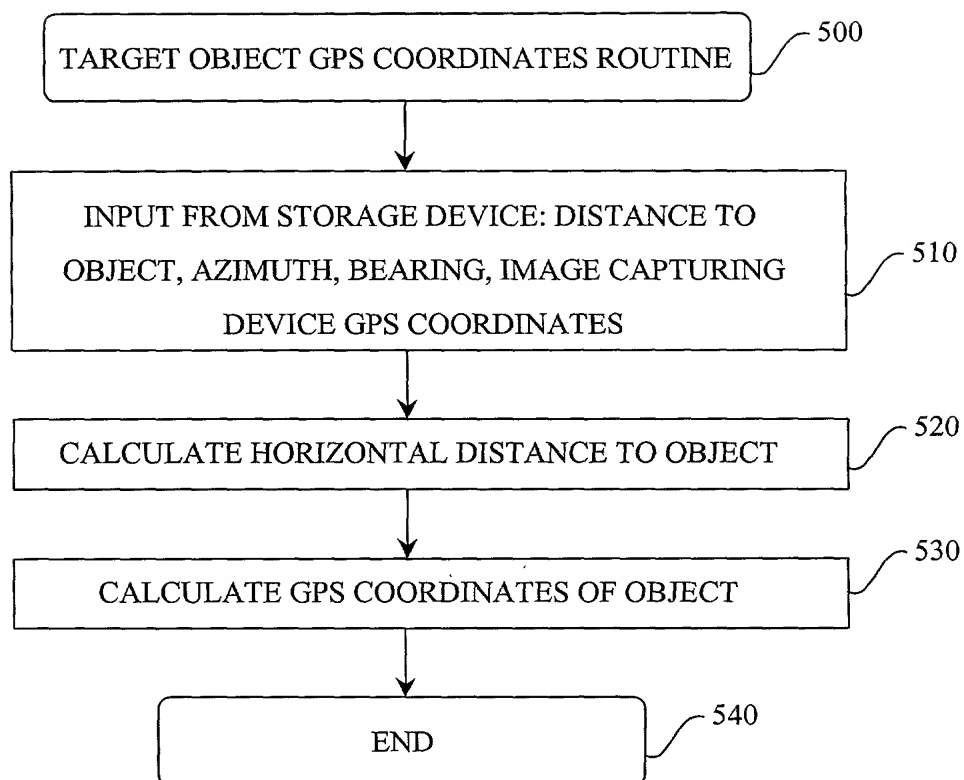 TARGET OBJECT GPS COORDINATES ROUTINE
500
INPUT FROM STORAGE DEVICE: DISTANCE TO
OBJECT, AZIMUTH, BEARING, IMAGE CAPTURING
DEVICE GPS COORDINATES
510
CALCULATE HORIZONTAL DISTANCE TO OBJECT
520
CALCULATE GPS COORDINATES OF OBJECT
530
END
540